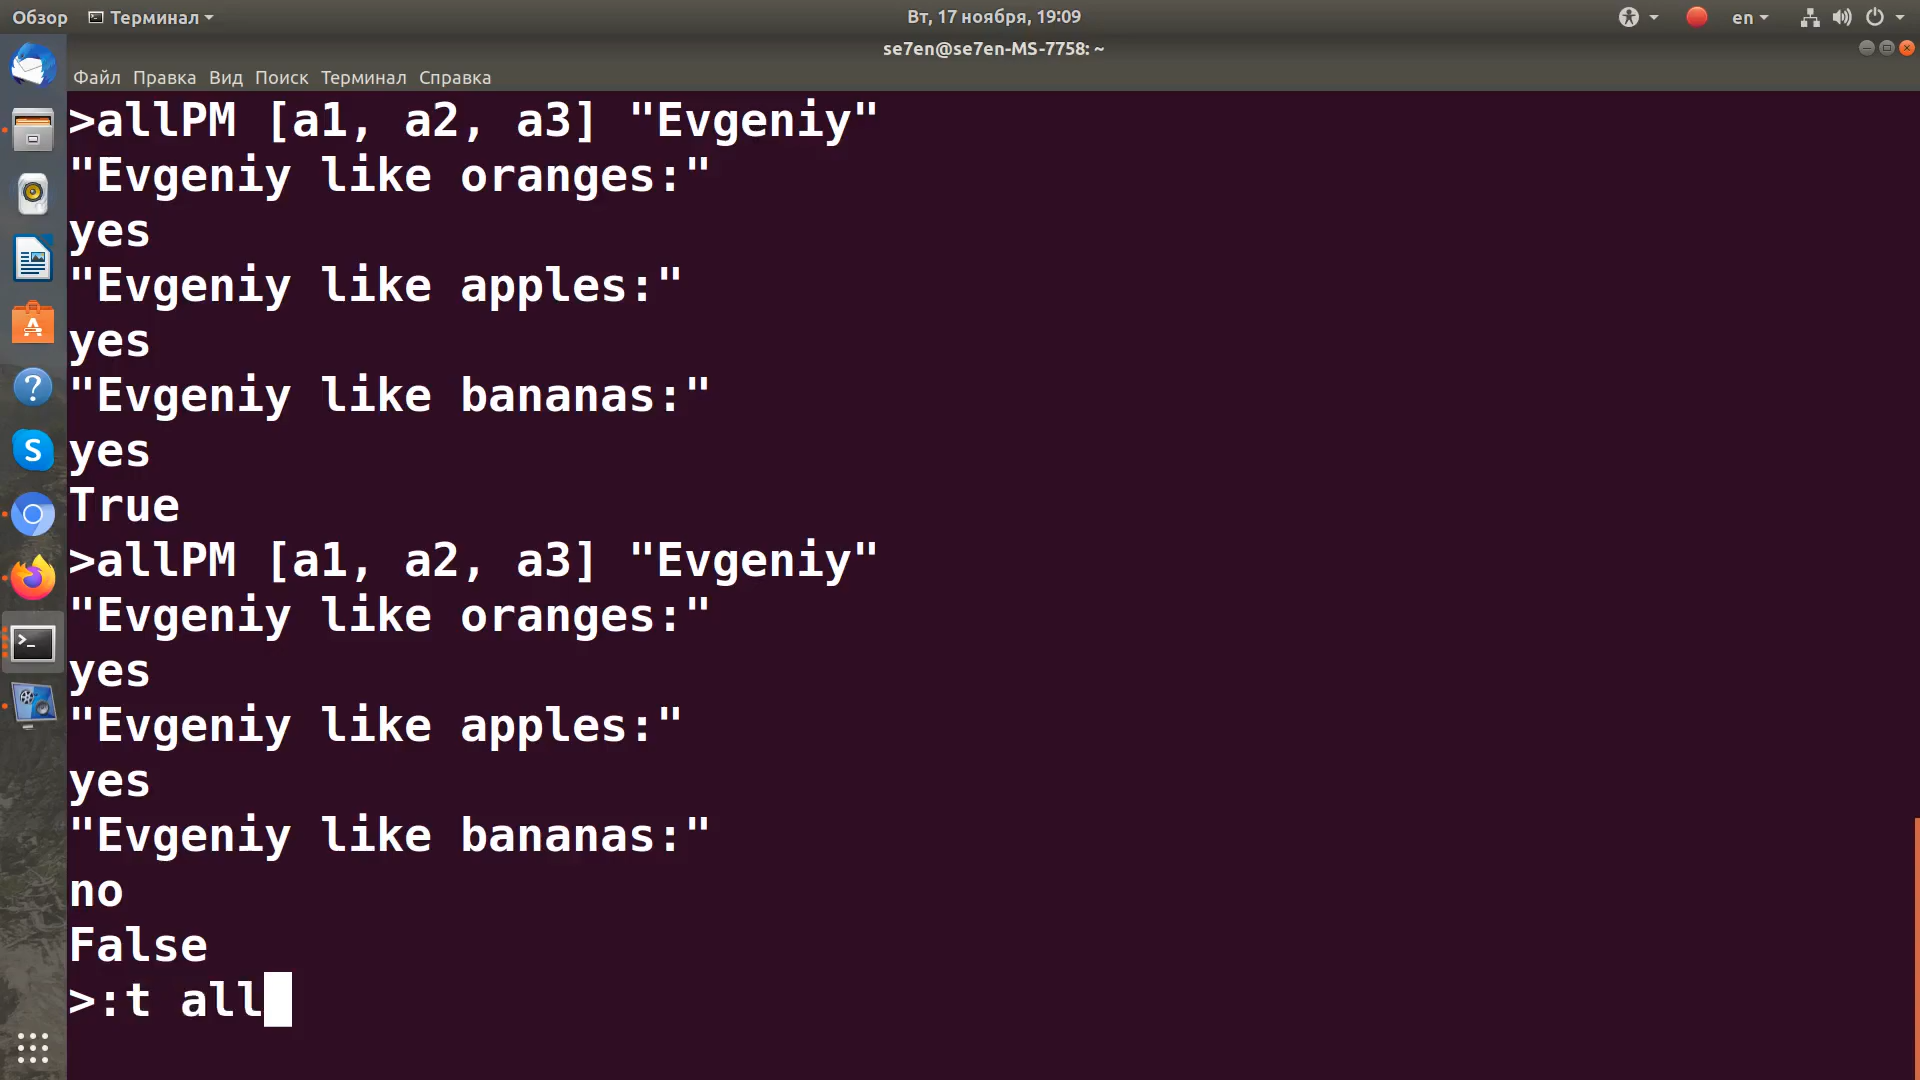 Обзор Терминал Вт, 17 ноября, 19:09 en
se7en@se7en-MS-7758: ~
Файл Правка Вид Поиск Терминал Справка
>allPM [a1, a2, a3] "Evgeniy"
"Evgeniy like oranges:"
yes
"Evgeniy like apples:"
yes
"Evgeniy like bananas:"
yes
True
>allPM [a1, a2, a3] "Evgeniy"
"Evgeniy like oranges:"
yes
"Evgeniy like apples:"
yes
"Evgeniy like bananas:"
no
False
>:t all